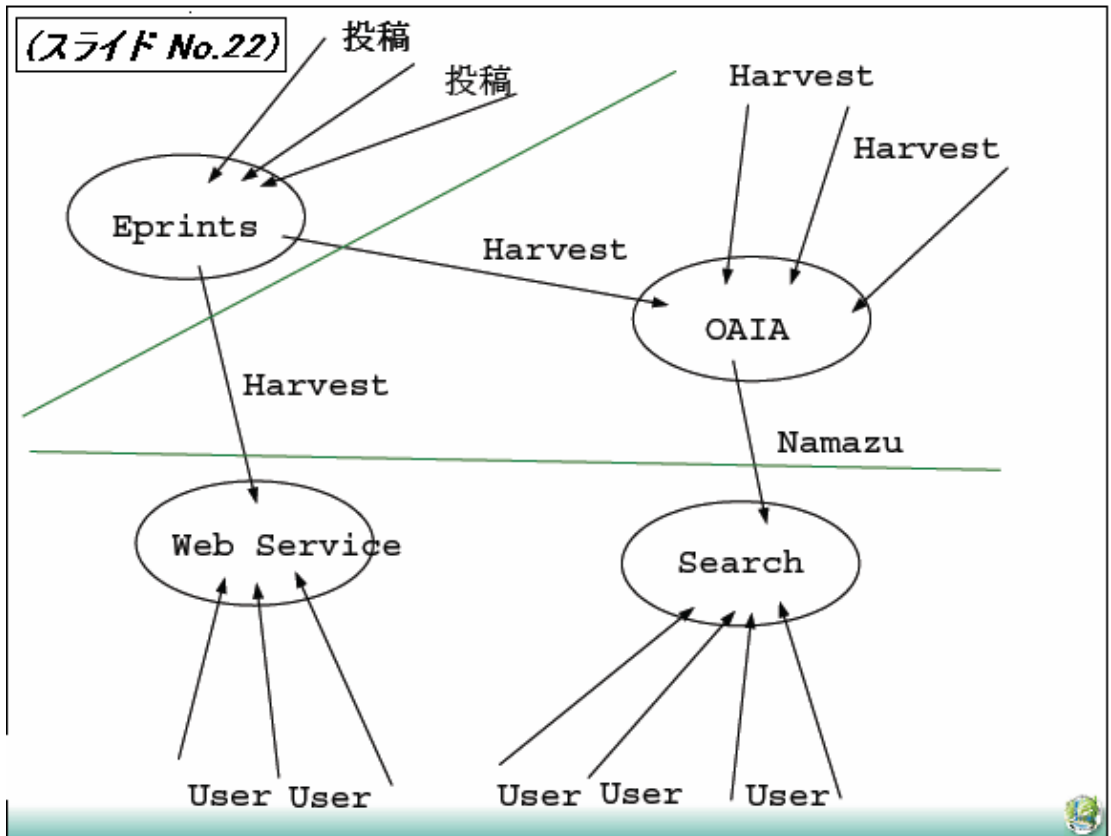 (スライド No.22)
投稿
投稿
Harvest
Harvest
Eprints
Harvest
OAIA
Harvest
Namazu
Web Service
Search
User User
User User User